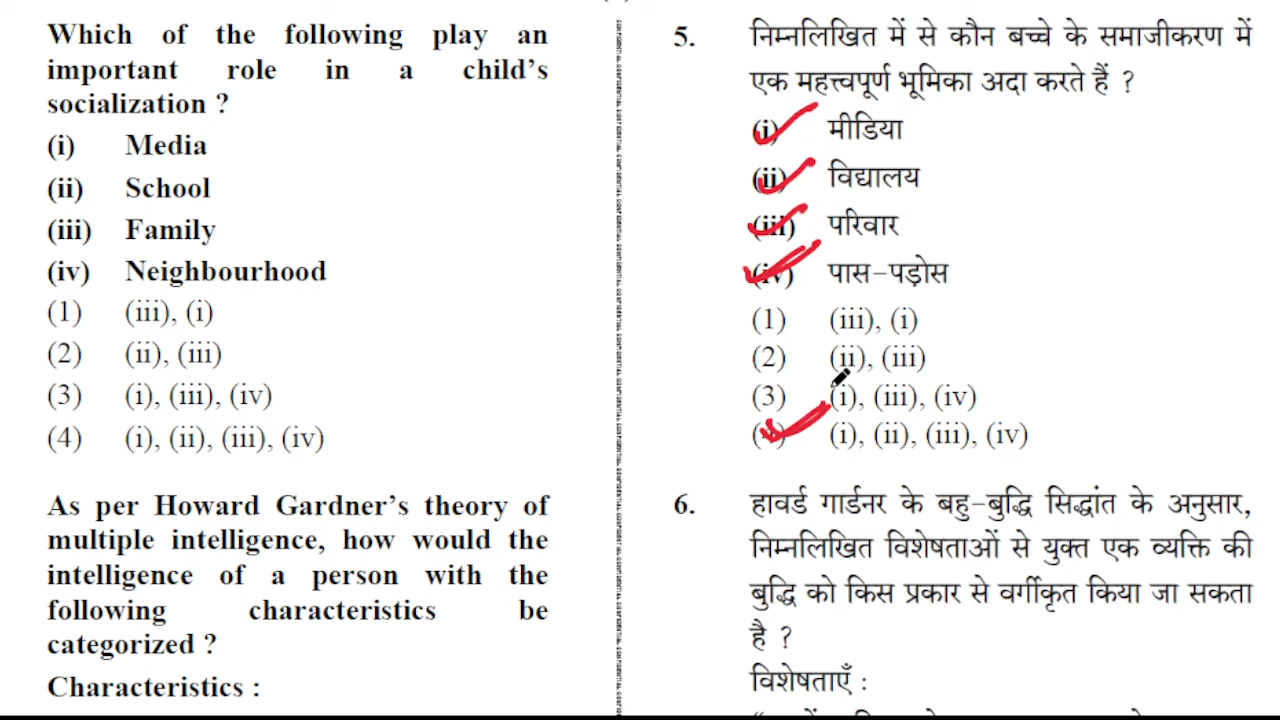 Which of the following play an
important role in a child's
socialization ?
(i) Media
(ii) School
(iii) Family
(iv) Neighbourhood
(1) (iii), (i)
(2) (ii), (iii)
(3) (i), (iii), (iv)
(4) (i), (ii), (iii), (iv)
As per Howard Gardner's theory of
multiple intelligence, how would the
intelligence of a person with the
following characteristics be
categorized ?
Characteristics :
5. निम्नलिखित में से कौन बच्चे के समाजीकरण में
एक महत्त्वपूर्ण भूमिका अदा करते हैं ?
(i) मीडिया
(ii) विद्यालय
(iii) परिवार
(iv) पास-पड़ोस
(1) (iii), (i)
(2) (ii), (iii)
(3) (i), (iii), (iv)
(i), (ii), (iii), (iv)
6. हावर्ड गार्डनर के बहु-बुद्धि सिद्धांत के अनुसार,
निम्नलिखित विशेषताओं से युक्त एक व्यक्ति की
बुद्धि को किस प्रकार से वर्गीकृत किया जा सकता
है ?
विशेषताएँ :